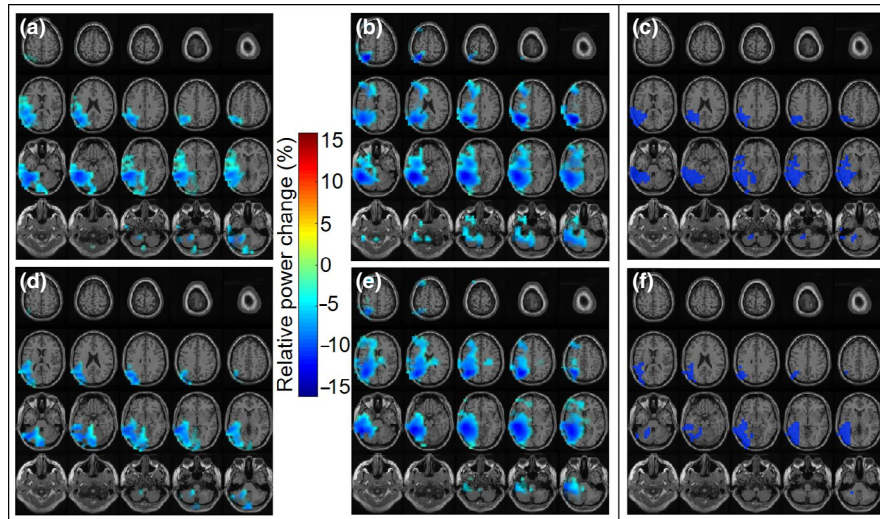 (a)
(b)
(c)
Relative power change (%)
15
10
5
0
−5
−10
−15
(d)
(e)
(f)